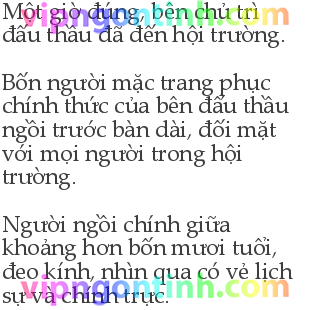 Một giờ đúng, bên chủ trì
đấu thầu đã đến hội trường.
Bốn người mặc trang phục
chính thức của bên đấu thầu
ngồi trước bàn dài, đối mặt
với mọi người trong hội
trường.
Người ngồi chính giữa
khoảng hơn bốn mươi tuổi,
đeo kính, nhìn qua có vẻ lịch
sự và chính trực.
vipngontinh.com
vipngontinh.com